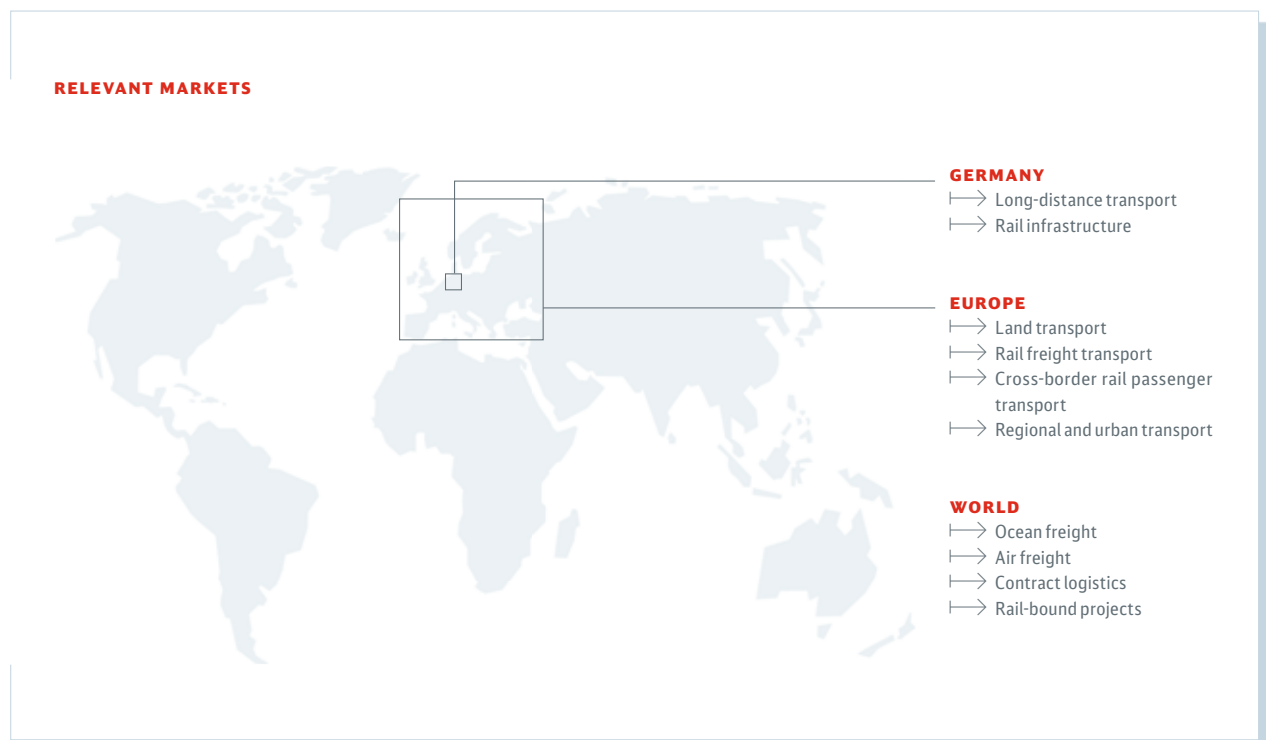 RELEVANT MARKETS
GERMANY
Long-distance transport
Rail infrastructure
EUROPE
Land transport
Rail freight transport
Cross-border rail passenger
transport
Regional and urban transport
WORLD
Ocean freight
Air freight
Contract logistics
Rail-bound projects